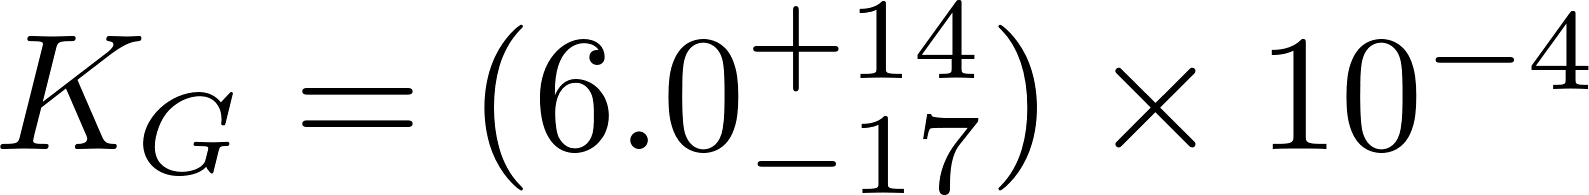 K_G = (6.0^{+14}_{-17}) × 10^{-4}